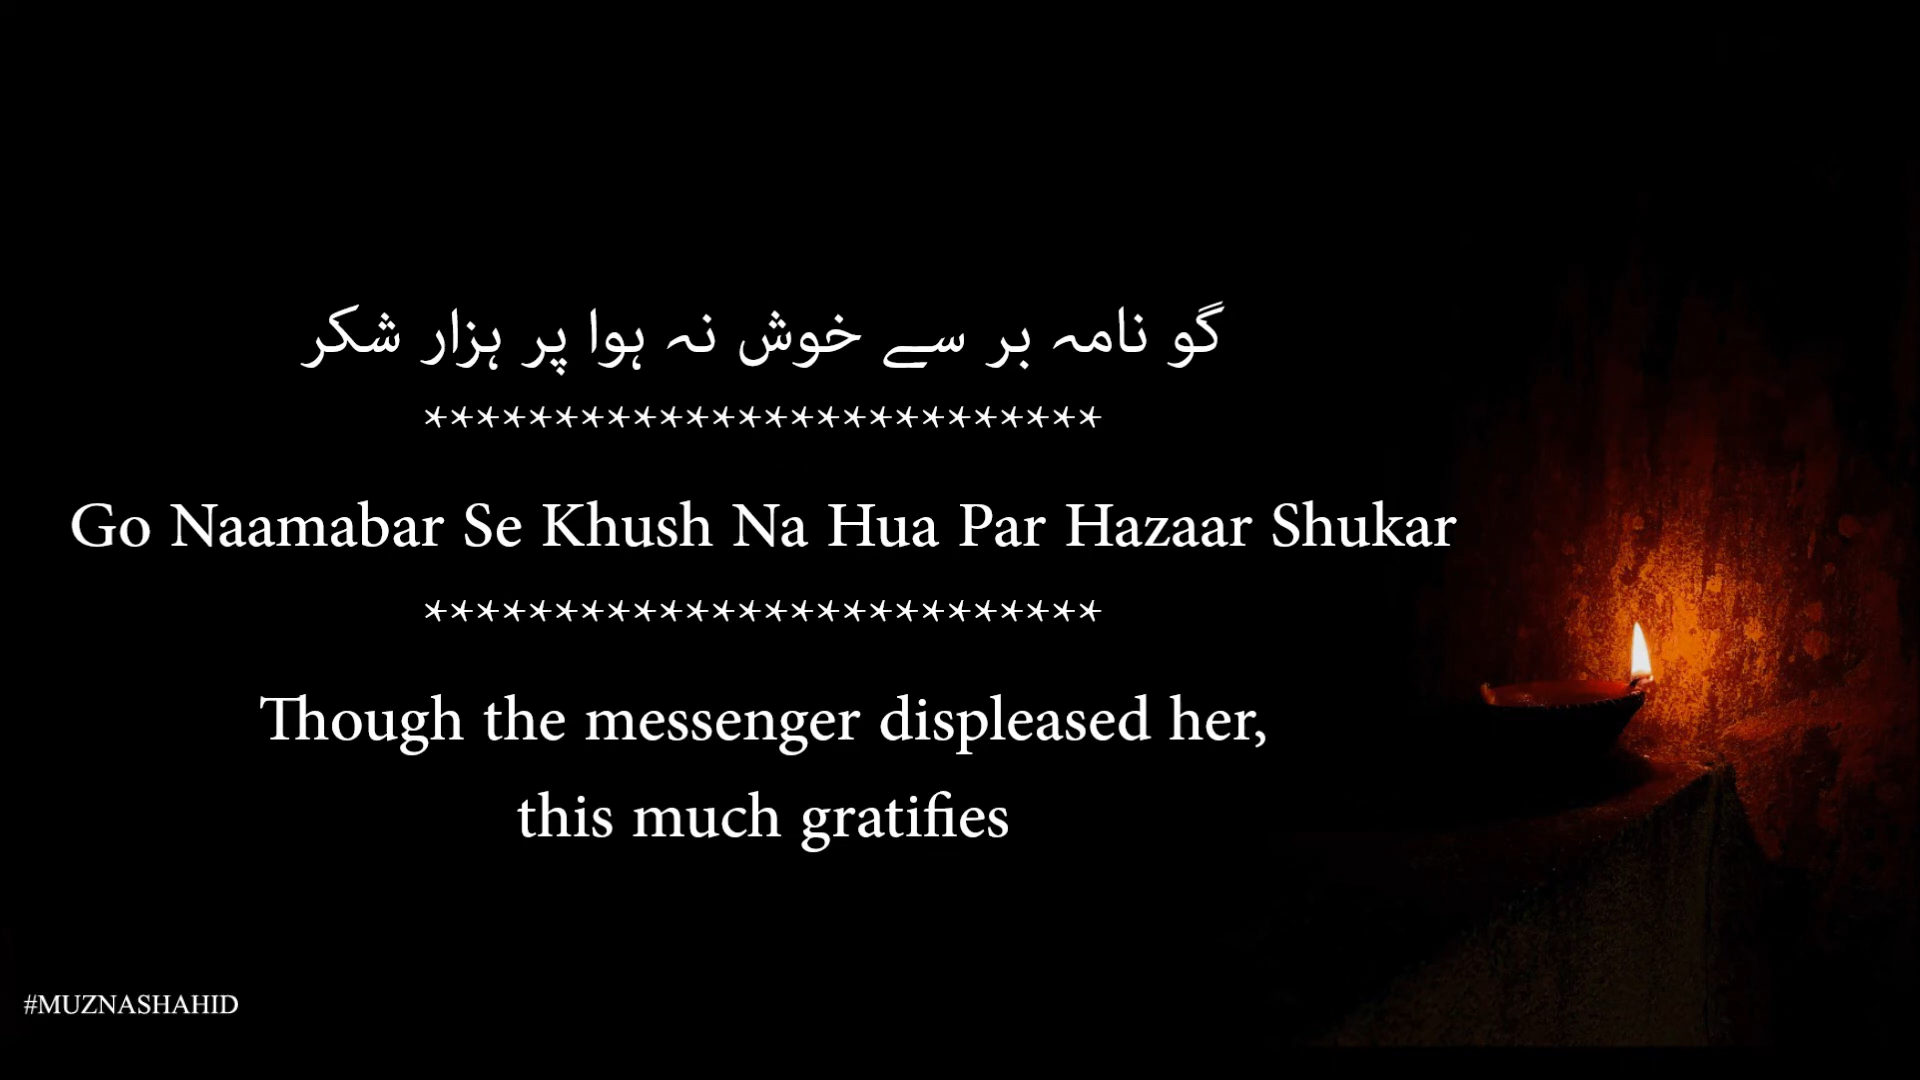 گو نامہ بر سے خوش نہ ہوا پر ہزار شکر
**************************
Go Naamabar Se Khush Na Hua Par Hazaar Shukar
**************************
Though the messenger displeased her,
this much gratifies
#MUZNASHAHID